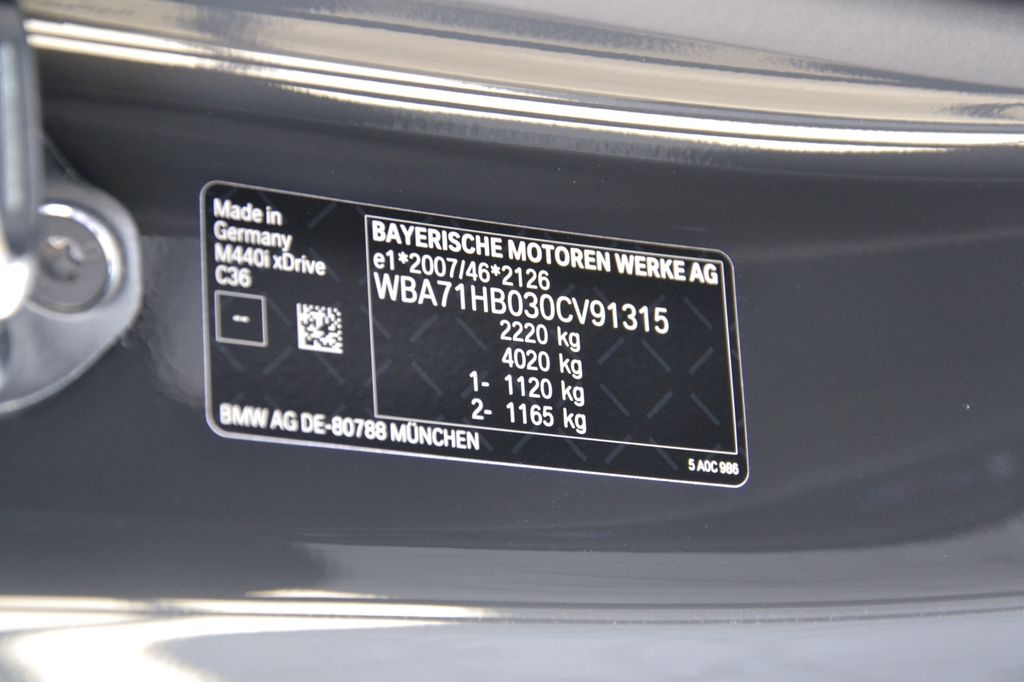 Made in
Germany
M440i xDrive
C36
--
BAYERISCHE MOTOREN WERKE AG
e1*2007/46*2126
WBA71HB030CV91315
2220 kg
4020 kg
1- 1120 kg
2- 1165 kg
BMW AG DE-80788 MÜNCHEN
5 A0C 986